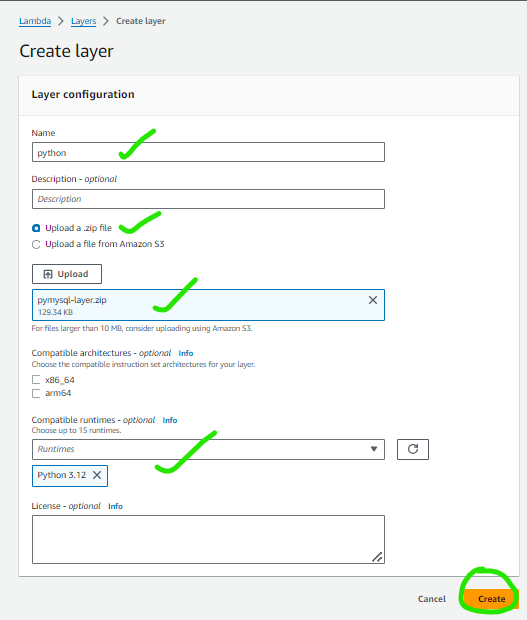 Lambda > Layers > Create layer
Create layer
Layer configuration
Name
python
Description - optional
Description
Upload a .zip file
Upload a file from Amazon S3
Upload
pymysql-layer.zip
129.34 KB
For files larger than 10 MB, consider uploading using Amazon S3.
Compatible architectures - optional Info
Choose the compatible instruction set architectures for your layer.
x86_64
arm64
Compatible runtimes - optional Info
Choose up to 15 runtimes.
Runtimes
Python 3.12
License - optional Info
Cancel Create